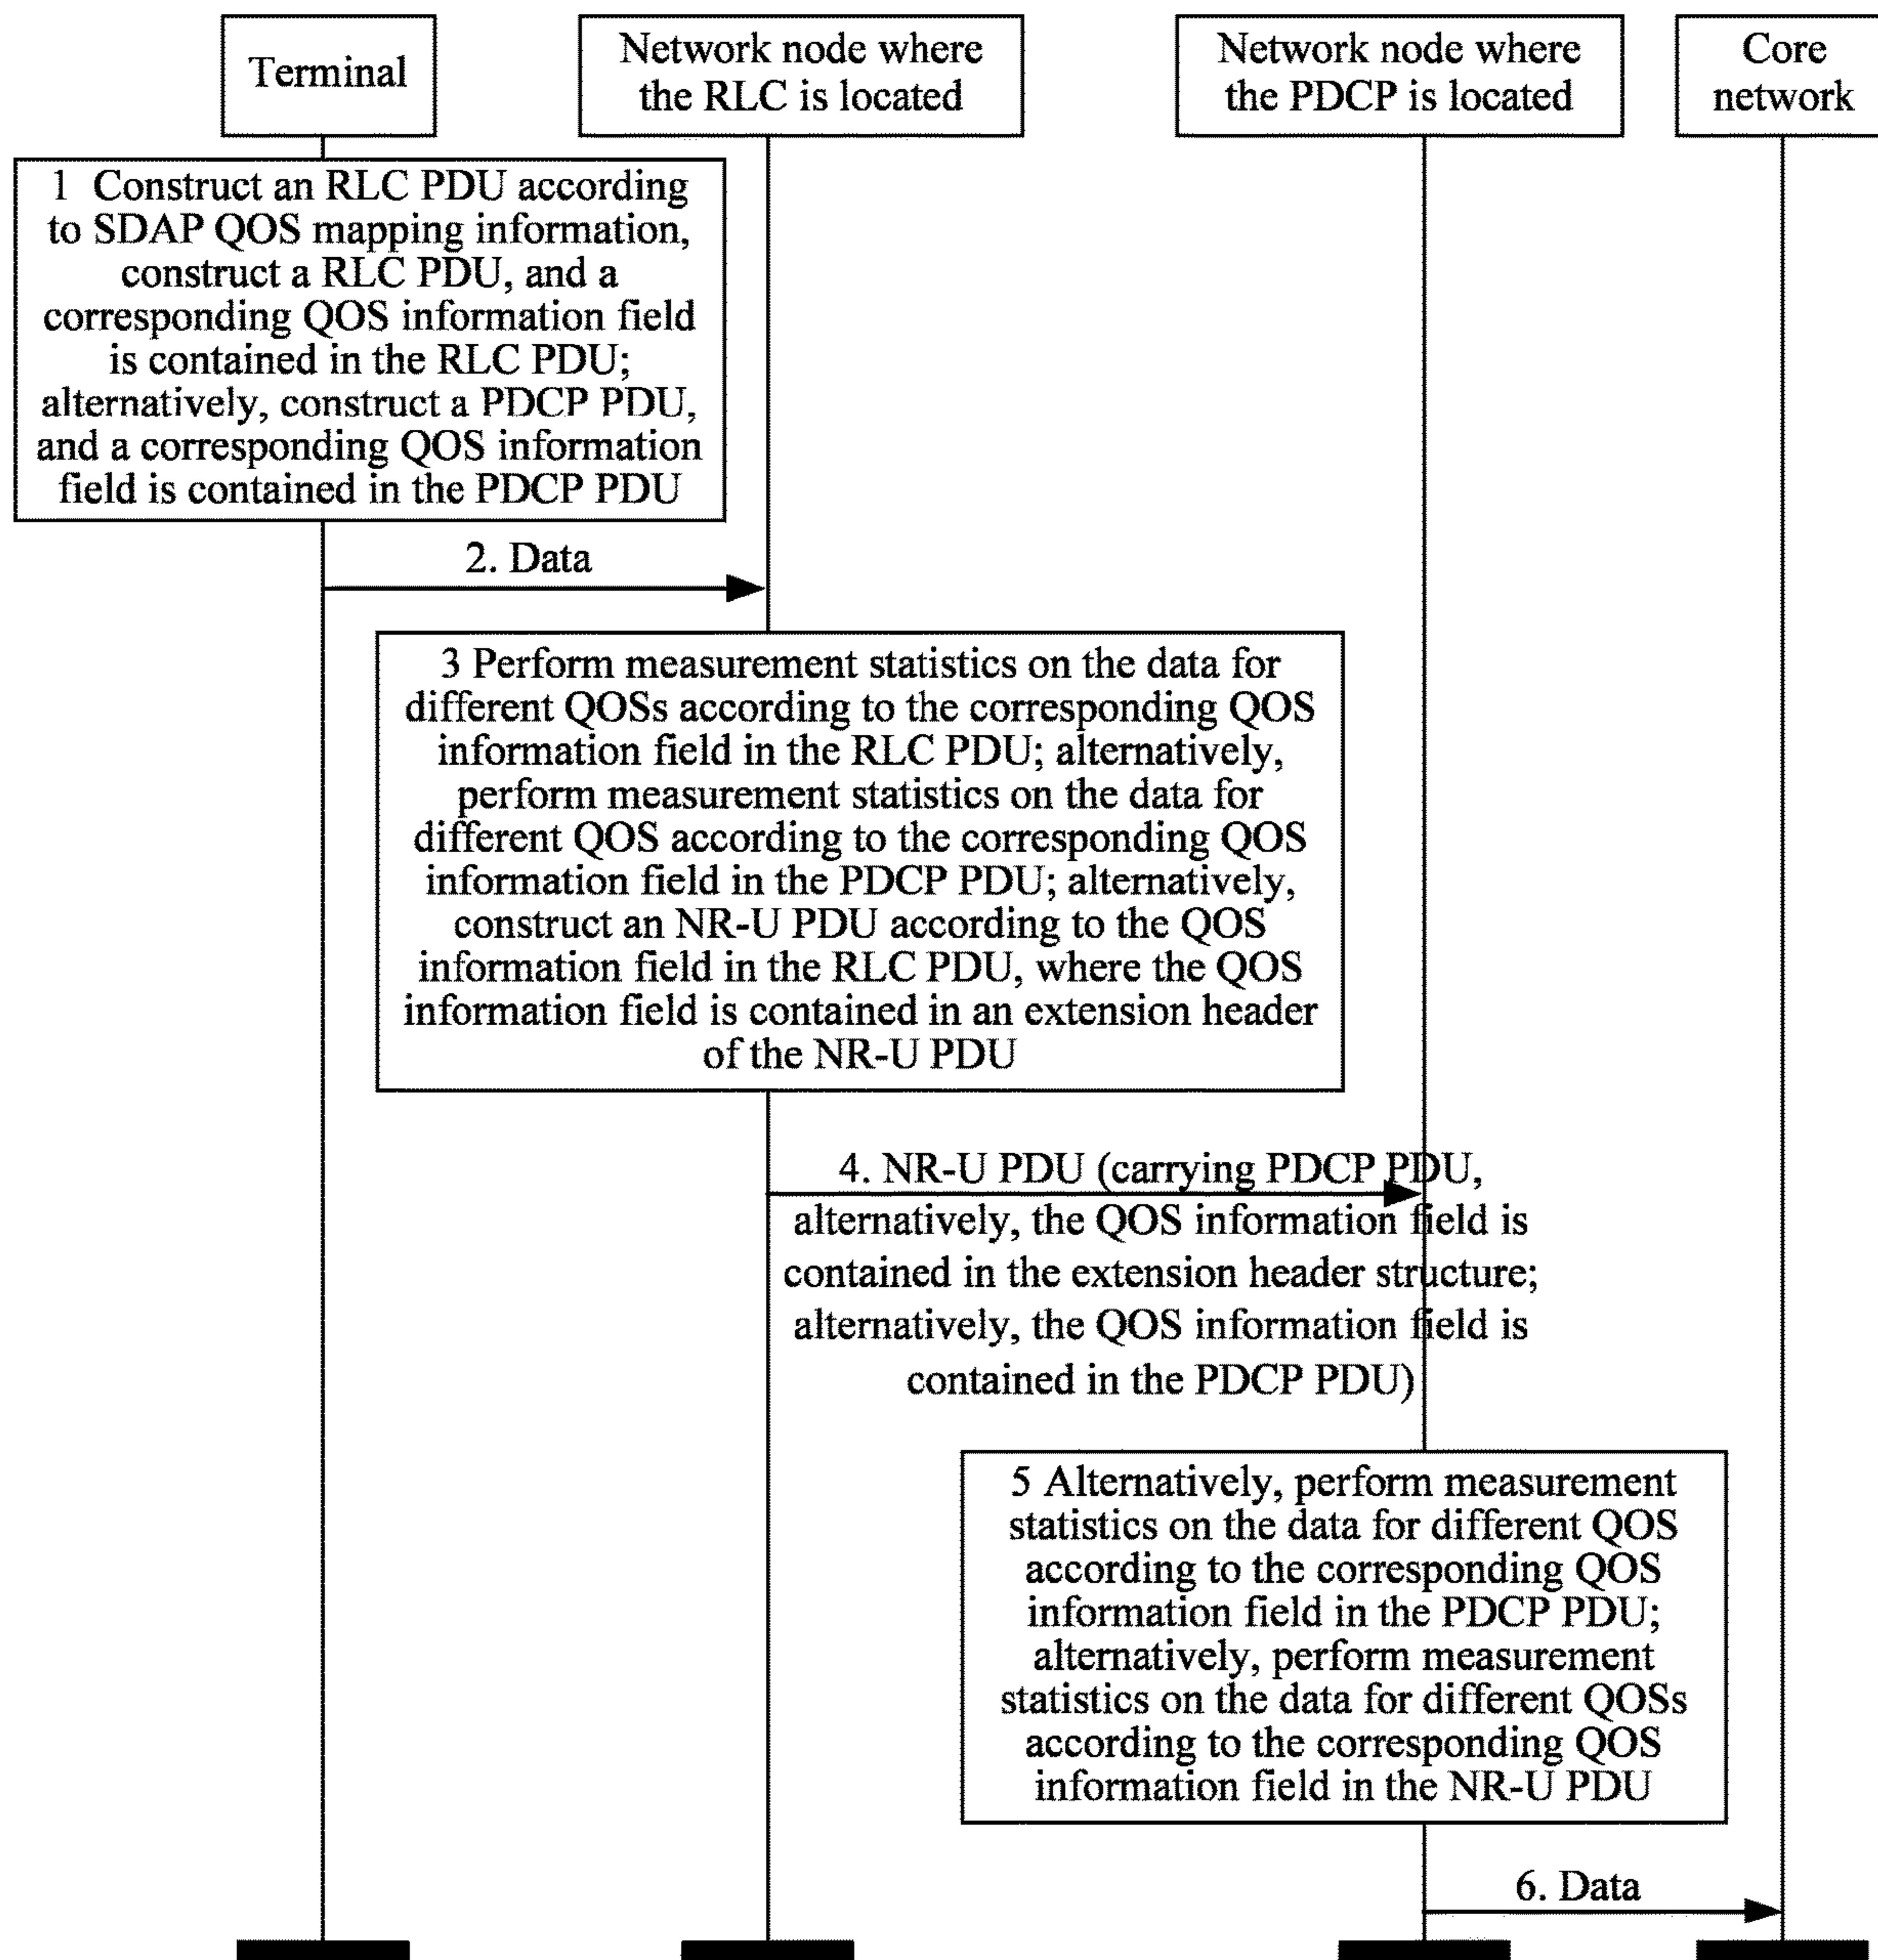 Terminal
Network node where
the RLC is located
Network node where
the PDCP is located
Core
network
1 Construct an RLC PDU according
to SDAP QOS mapping information,
construct a RLC PDU, and a
corresponding QOS information field
is contained in the RLC PDU;
alternatively, construct a PDCP PDU,
and a corresponding QOS information
field is contained in the PDCP PDU
2. Data
3 Perform measurement statistics on the data for
different QOSs according to the corresponding QOS
information field in the RLC PDU; alternatively,
perform measurement statistics on the data for
different QOS according to the corresponding QOS
information field in the PDCP PDU; alternatively,
construct an NR-U PDU according to the QOS
information field in the RLC PDU, where the QOS
information field is contained in an extension header
of the NR-U PDU
4. NR-U PDU (carrying PDCP PDU,
alternatively, the QOS information field is
contained in the extension header structure;
alternatively, the QOS information field is
contained in the PDCP PDU)
5 Alternatively, perform measurement
statistics on the data for different QOS
according to the corresponding QOS
information field in the PDCP PDU;
alternatively, perform measurement
statistics on the data for different QOSs
according to the corresponding QOS
information field in the NR-U PDU
6. Data